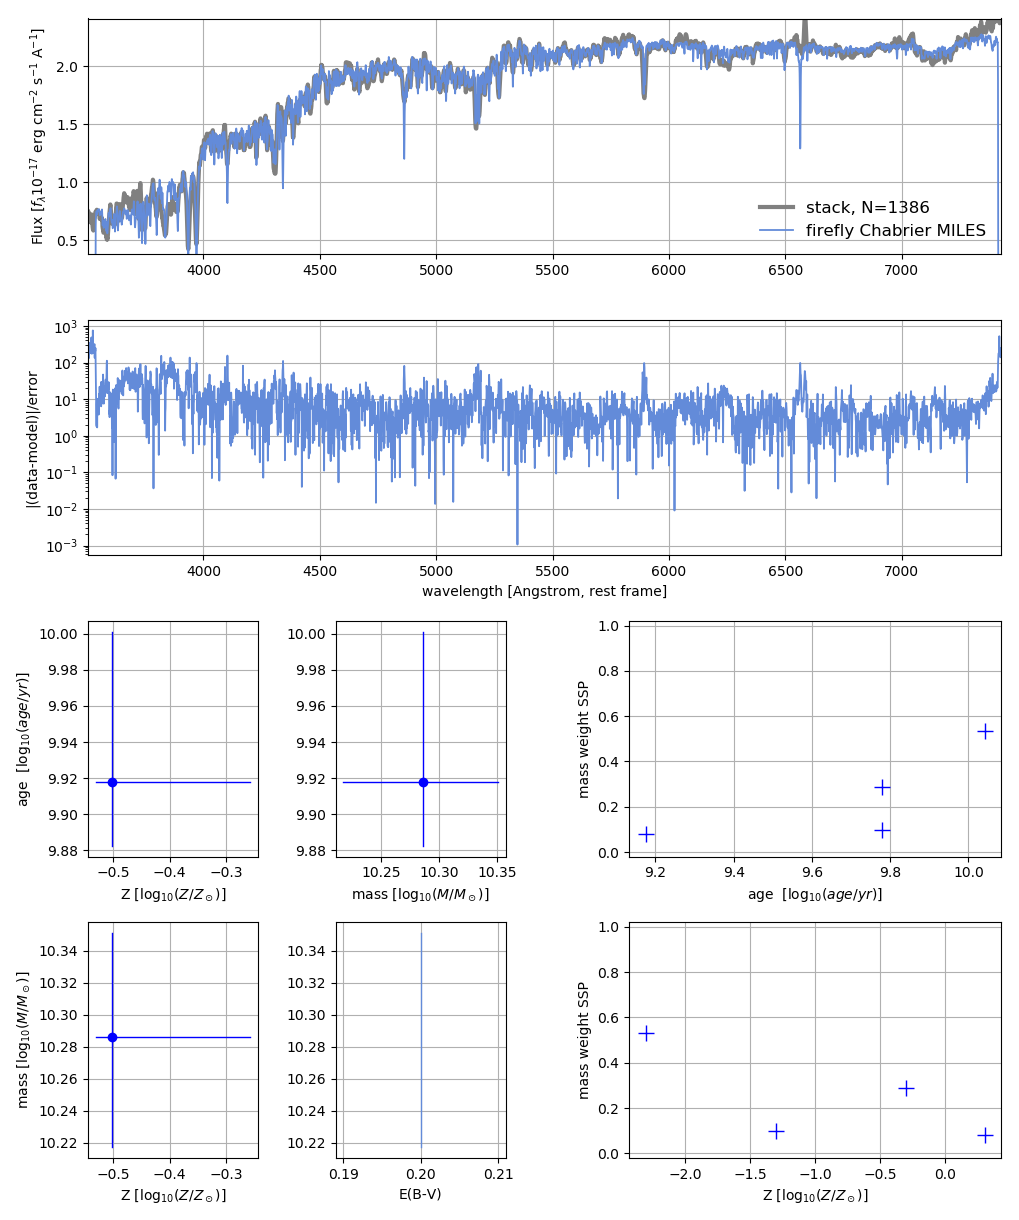 Flux [fλ10⁻¹⁷ erg cm⁻² s⁻¹ A⁻¹]
2.0
1.5
1.0
0.5
stack, N=1386
firefly Chabrier MILES
4000 4500 5000 5500 6000 6500 7000
|(data-model)|/error
10³
10²
10¹
10⁰
10⁻¹
10⁻²
10⁻³
4000 4500 5000 5500 6000 6500 7000
wavelength [Angstrom, rest frame]
age [log₁₀(age/yr)]
10.00
9.98
9.96
9.94
9.92
9.90
9.88
−0.5 −0.4 −0.3
Z [log₁₀(Z/Z⊙)]
10.00
9.98
9.96
9.94
9.92
9.90
9.88
10.25 10.30 10.35
mass [log₁₀(M/M⊙)]
mass weight SSP
1.0
0.8
0.6
0.4
0.2
0.0
9.2 9.4 9.6 9.8 10.0
age [log₁₀(age/yr)]
mass [log₁₀(M/M⊙)]
10.34
10.32
10.30
10.28
10.26
10.24
10.22
−0.5 −0.4 −0.3
Z [log₁₀(Z/Z⊙)]
10.34
10.32
10.30
10.28
10.26
10.24
10.22
0.19 0.20 0.21
E(B-V)
mass weight SSP
1.0
0.8
0.6
0.4
0.2
0.0
−2.0 −1.5 −1.0 −0.5 0.0
Z [log₁₀(Z/Z⊙)]